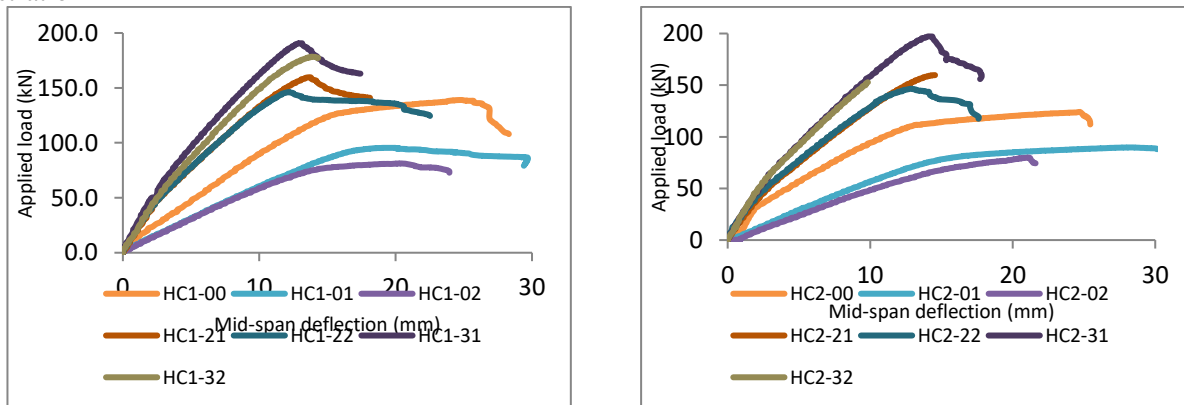 200.0
150.0
100.0
50.0
0.0
Applied load (kN)
0 10 20 30
HC1-00 HC1-01 HC1-02
Mid-span deflection (mm)
HC1-21 HC1-22 HC1-31
HC1-32
200
150
100
50
0
Applied load (kN)
0 10 20 30
HC2-00 HC2-01 HC2-02
Mid-span deflection (mm)
HC2-21 HC2-22 HC2-31
HC2-32